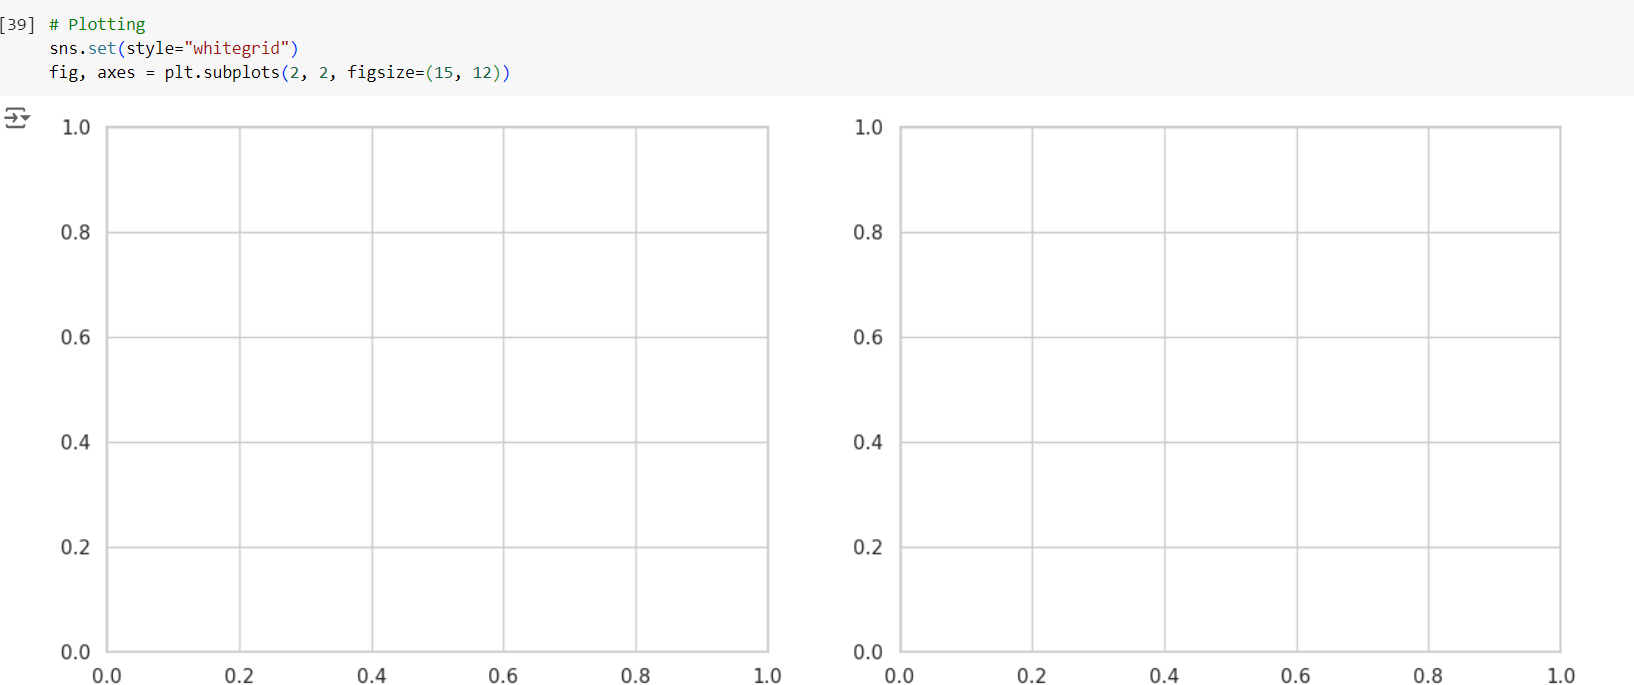 [39] # Plotting
sns.set(style="whitegrid")
fig, axes = plt.subplots(2, 2, figsize=(15, 12))
1.0
0.8
0.6
0.4
0.2
0.0
0.0 0.2 0.4 0.6 0.8 1.0
1.0
0.8
0.6
0.4
0.2
0.0
0.0 0.2 0.4 0.6 0.8 1.0